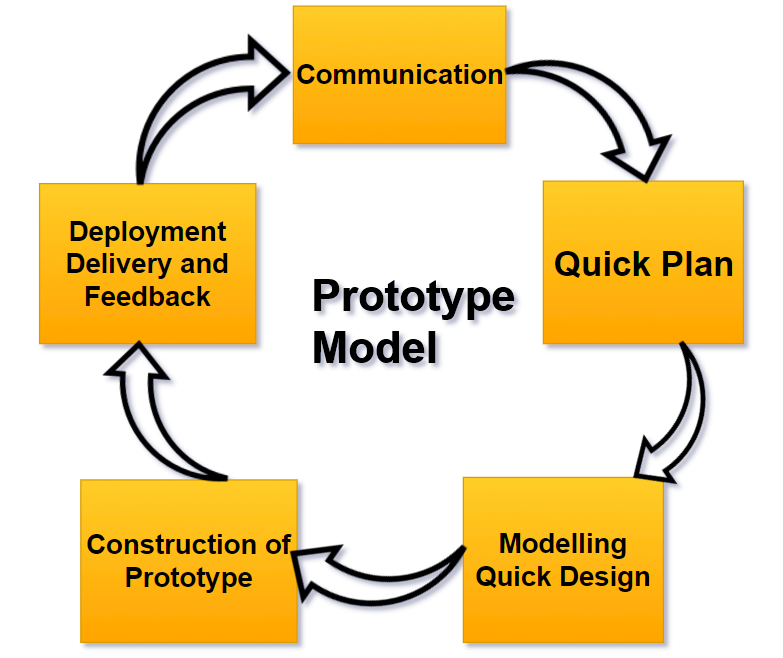 Communication
Quick Plan
Modelling
Quick Design
Construction of
Prototype
Deployment
Delivery and
Feedback
Prototype
Model